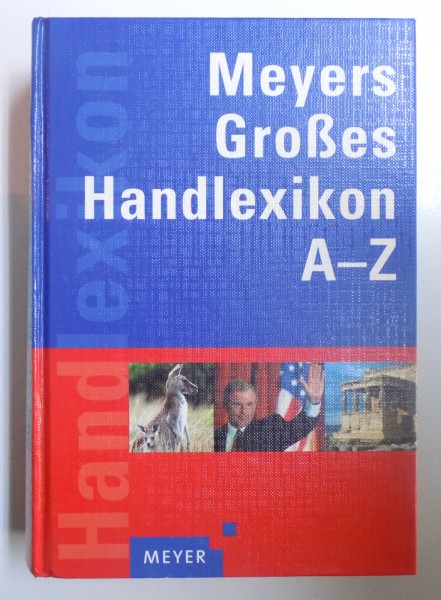 Meyers
Großes
Handlexikon
A–Z
Handlexikon
MEYER